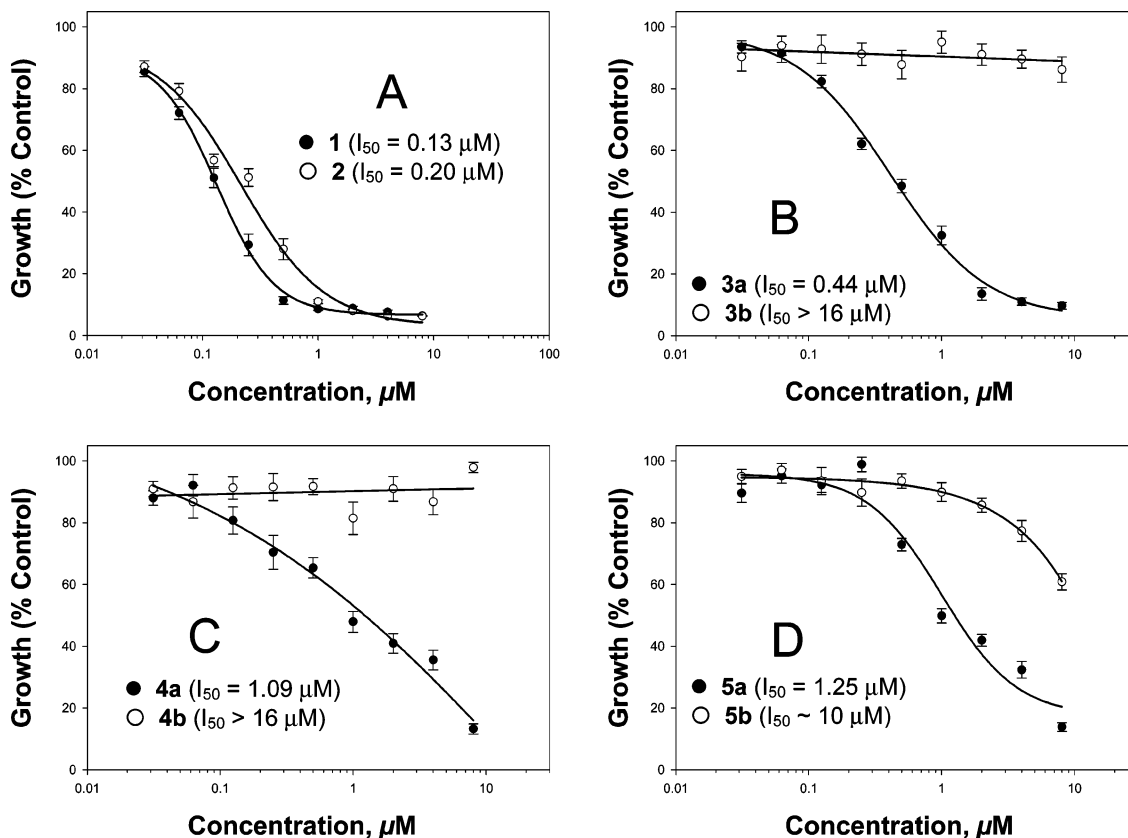 100
80
60
40
20
0
Growth (% Control)
A
1 (I50 = 0.13 μM)
2 (I50 = 0.20 μM)
0.01 0.1 1 10 100
Concentration, μM
100
80
60
40
20
0
Growth (% Control)
B
3a (I50 = 0.44 μM)
3b (I50 > 16 μM)
0.01 0.1 1 10
Concentration, μM
100
80
60
40
20
0
Growth (% Control)
C
4a (I50 = 1.09 μM)
4b (I50 > 16 μM)
0.01 0.1 1 10
Concentration, μM
100
80
60
40
20
0
Growth (% Control)
D
5a (I50 = 1.25 μM)
5b (I50 ~ 10 μM)
0.01 0.1 1 10
Concentration, μM